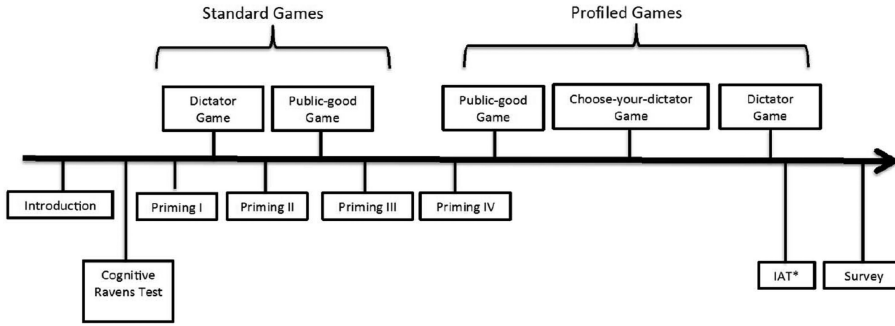 Standard Games
Profiled Games
Dictator
Game
Public-good
Game
Public-good
Game
Choose-your-dictator
Game
Dictator
Game
Introduction
Priming I
Priming II
Priming III
Priming IV
Cognitive
Ravens Test
IAT*
Survey